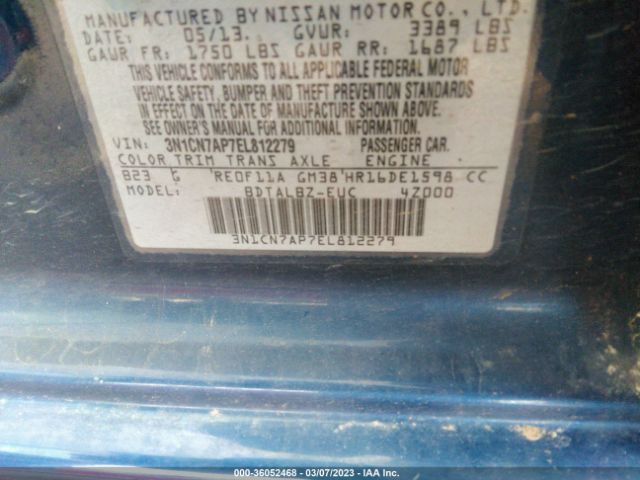 MANUFACTURED BY NISSAN MOTOR CO., LTD.
DATE: 05/13. GVWR: 3389 LBS
GAWR FR: 1750 LBS GAWR RR: 1687 LBS
THIS VEHICLE CONFORMS TO ALL APPLICABLE FEDERAL MOTOR
VEHICLE SAFETY, BUMPER AND THEFT PREVENTION STANDARDS
IN EFFECT ON THE DATE OF MANUFACTURE SHOWN ABOVE.
SEE OWNER'S MANUAL FOR ADDITIONAL INFORMATION.
VIN: 3N1CN7AP7EL812279 PASSENGER CAR.
COLOR TRIM TRANS AXLE ENGINE
B23 G 'RE0F11A GM38'HR16DE1598 CC
MODEL: BDTALBZ-EUC 4Z000
3N1CN7AP7EL812279
000-36052468 - 03/07/2023 - IAA Inc.